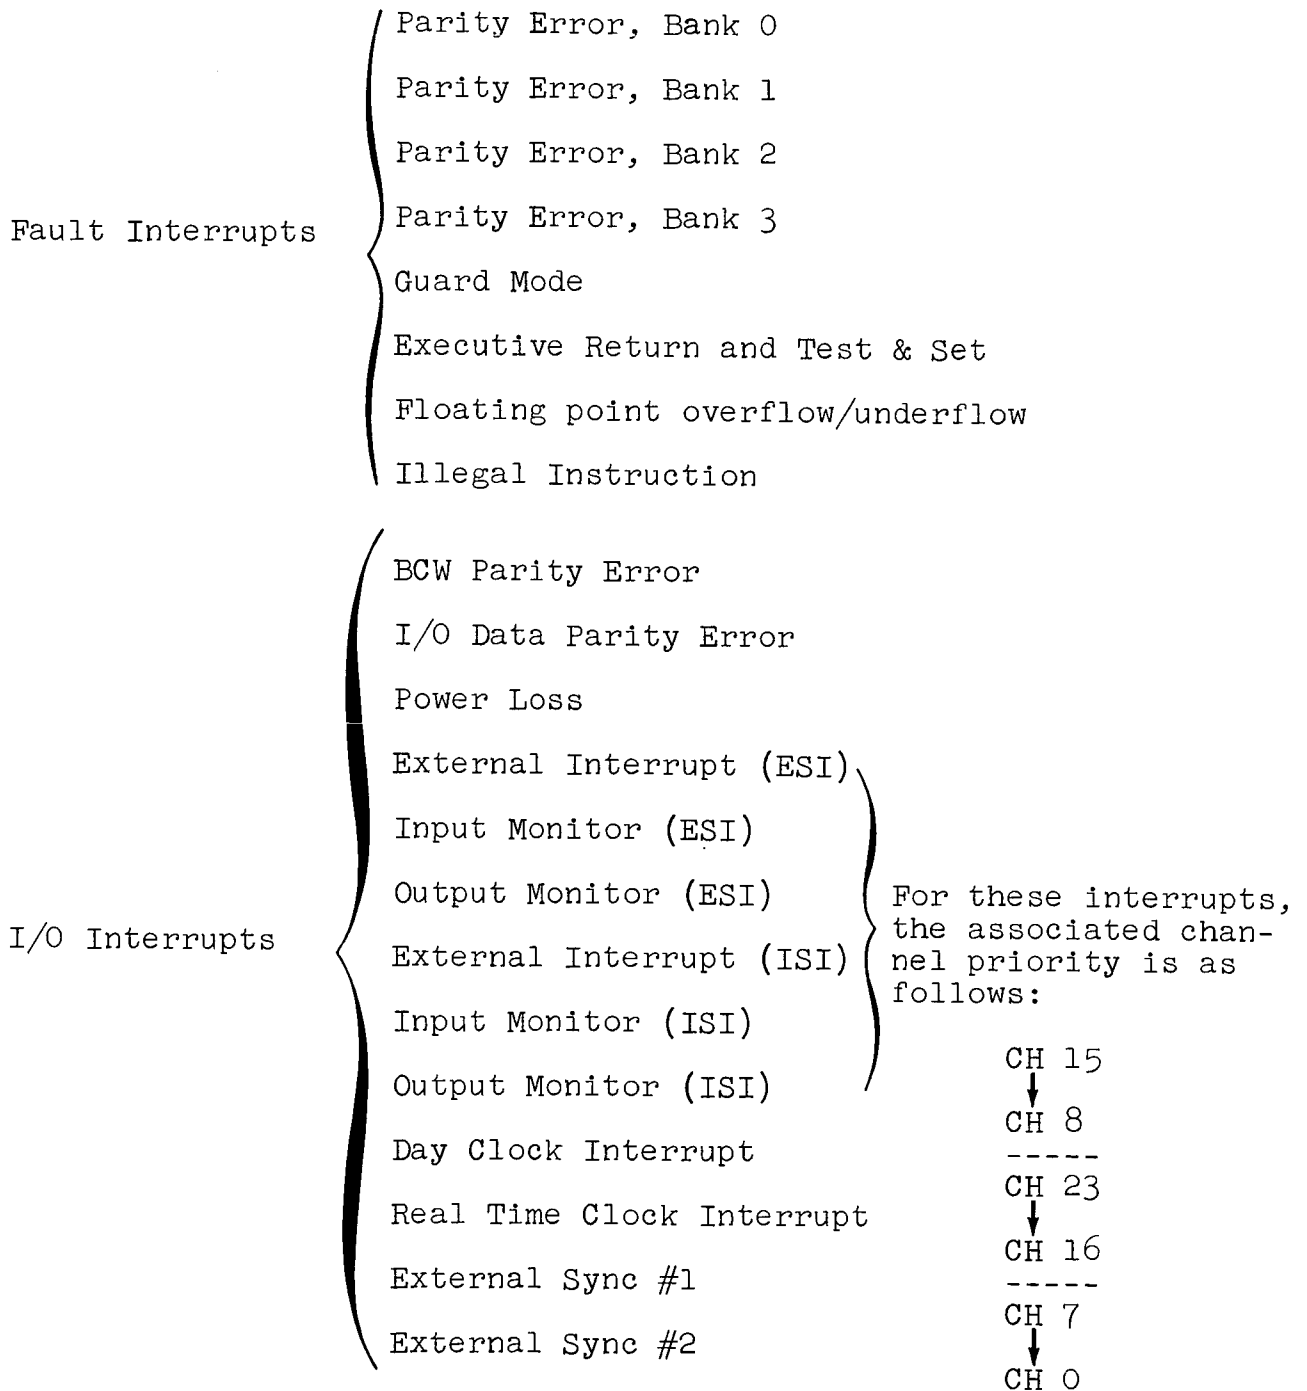 Parity Error, Bank 0
Parity Error, Bank 1
Parity Error, Bank 2
Parity Error, Bank 3
Fault Interrupts
Guard Mode
Executive Return and Test & Set
Floating point overflow/underflow
Illegal Instruction
BCW Parity Error
I/O Data Parity Error
Power Loss
External Interrupt (ESI)
Input Monitor (ESI)
Output Monitor (ESI)
I/O Interrupts
External Interrupt (ISI)
Input Monitor (ISI)
Output Monitor (ISI)
Day Clock Interrupt
Real Time Clock Interrupt
External Sync #1
External Sync #2
For these interrupts,
the associated chan-
nel priority is as
follows:
CH 15
CH 8
-----
CH 23
CH 16
-----
CH 7
CH 0